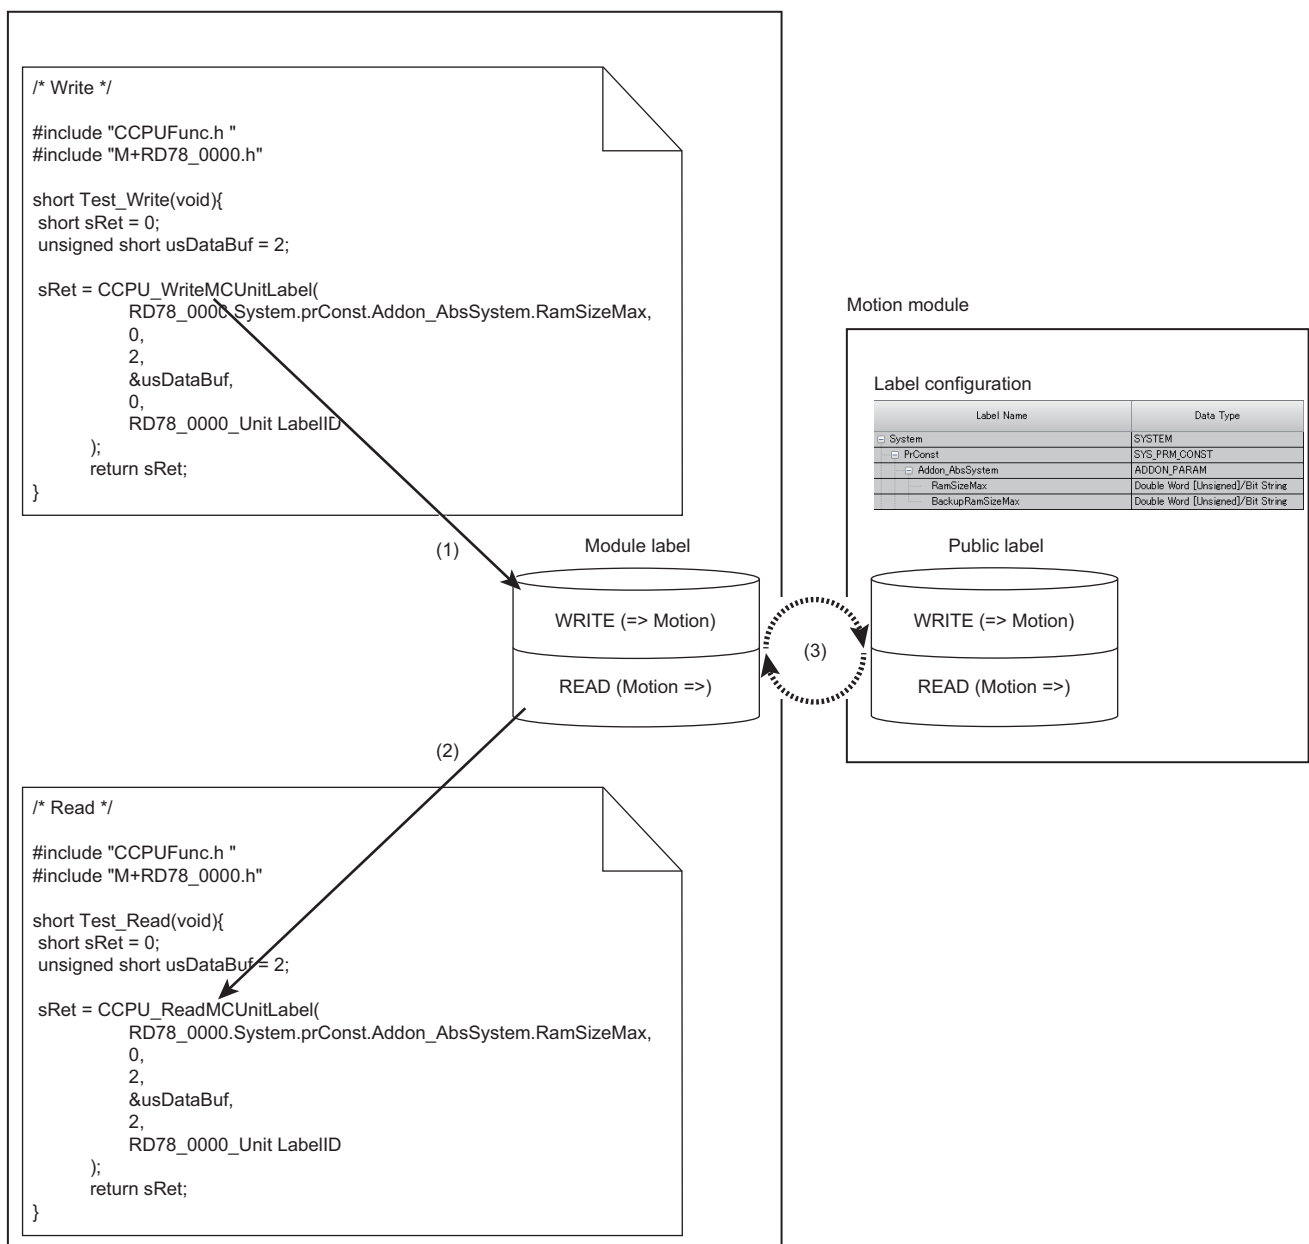 /* Write */
#include "CCPUFunc.h "
#include "M+RD78_0000.h"
short Test_Write(void){
short sRet = 0;
unsigned short usDataBuf = 2;
sRet = CCPU_WriteMCUnitLabel(
RD78_0000.System.prConst.Addon_AbsSystem.RamSizeMax,
0,
2,
&usDataBuf,
0,
RD78_0000_Unit LabelID
);
return sRet;
}
Motion module
Label configuration
Label Name Data Type
System SYSTEM
PrConst SYS_PRM_CONST
Addon_AbsSystem ADDON_PARAM
RamSizeMax Double Word [Unsigned]/Bit String
BackupRamSizeMax Double Word [Unsigned]/Bit String
(1)
Module label
Public label
WRITE (=> Motion)
WRITE (=> Motion)
(3)
READ (Motion =>)
READ (Motion =>)
(2)
/* Read */
#include "CCPUFunc.h "
#include "M+RD78_0000.h"
short Test_Read(void){
short sRet = 0;
unsigned short usDataBuf = 2;
sRet = CCPU_ReadMCUnitLabel(
RD78_0000.System.prConst.Addon_AbsSystem.RamSizeMax,
0,
2,
&usDataBuf,
2,
RD78_0000_Unit LabelID
);
return sRet;
}